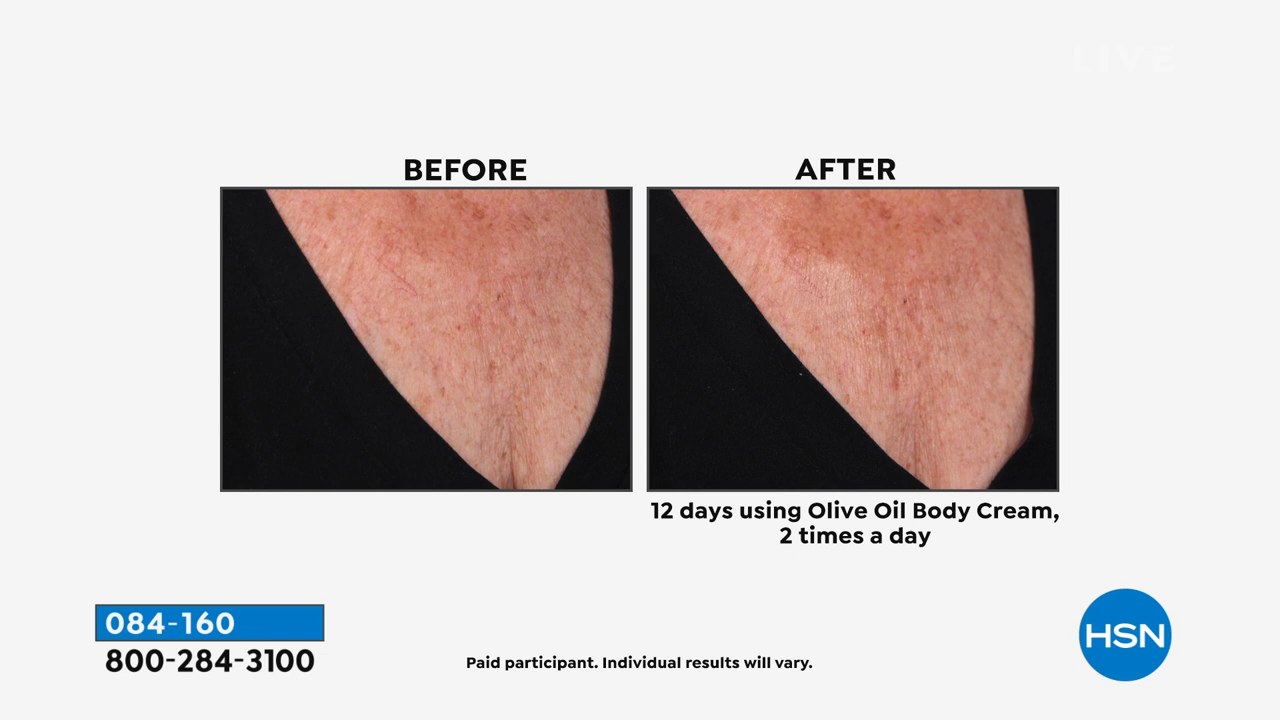 LIVE
BEFORE
AFTER
12 days using Olive Oil Body Cream,
2 times a day
084-160
800-284-3100
Paid participant. Individual results will vary.
HSN